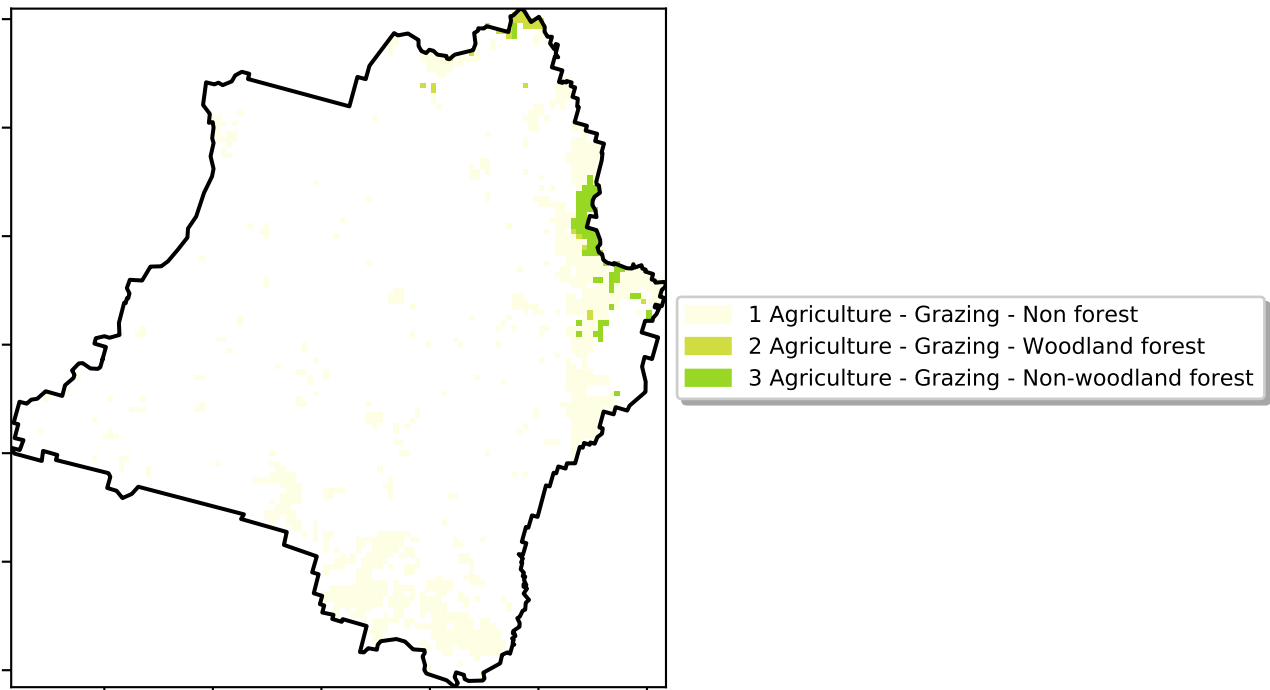 1 Agriculture - Grazing - Non forest
2 Agriculture - Grazing - Woodland forest
3 Agriculture - Grazing - Non-woodland forest